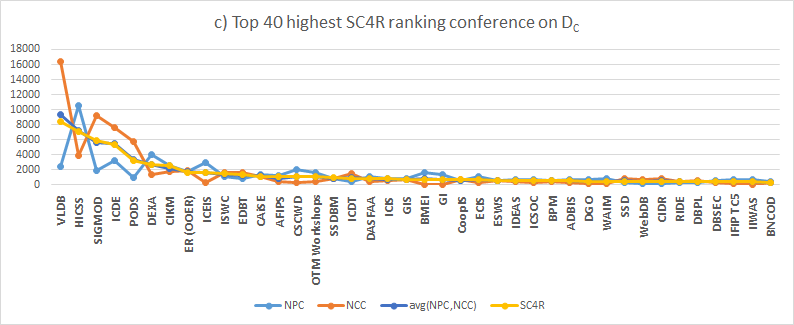 c) Top 40 highest SC4R ranking conference on DC
18000
16000
14000
12000
10000
8000
6000
4000
2000
0
VLDB
HICSS
SIGMOD
ICDE
PODS
DEXA
CIKM
ER (OOER)
ICEIS
ISYC
EDBT
CAiSE
AFIPS
CSCWD
OTM Workshops
SSDBM
ICDT
DASFAA
ICIS
GIS
BMEI
GI
CoopIS
ECIS
ESWS
IDEAS
ICSOC
BPM
ADBIS
DGO
WAIM
SSD
WebDB
CIDR
RIDE
DBPL
DBSEC
IFIP TC5
IIWAS
BNCOD
NPC
NCC
avg(NPC,NCC)
SC4R